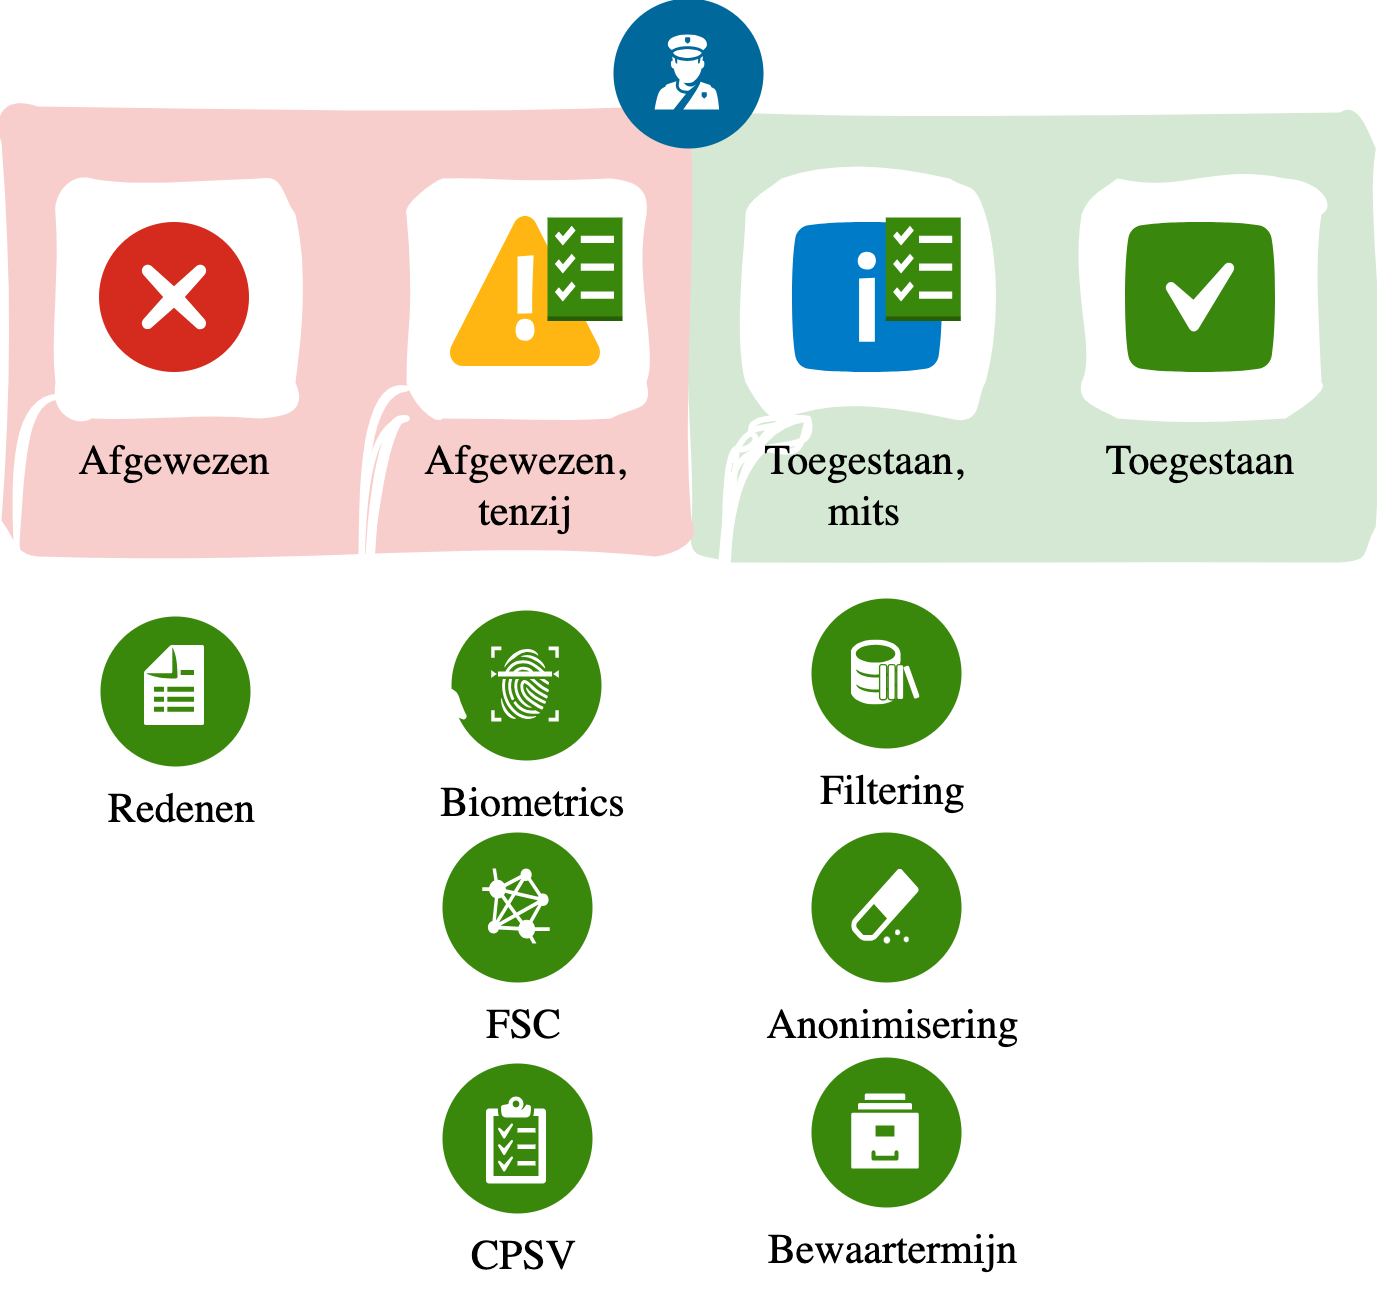 Afgewezen
Afgewezen,
tenzij
Toegestaan,
mits
Toegestaan
Redenen
Biometrics
Filtering
FSC
Anonimisering
CPSV
Bewaartermijn